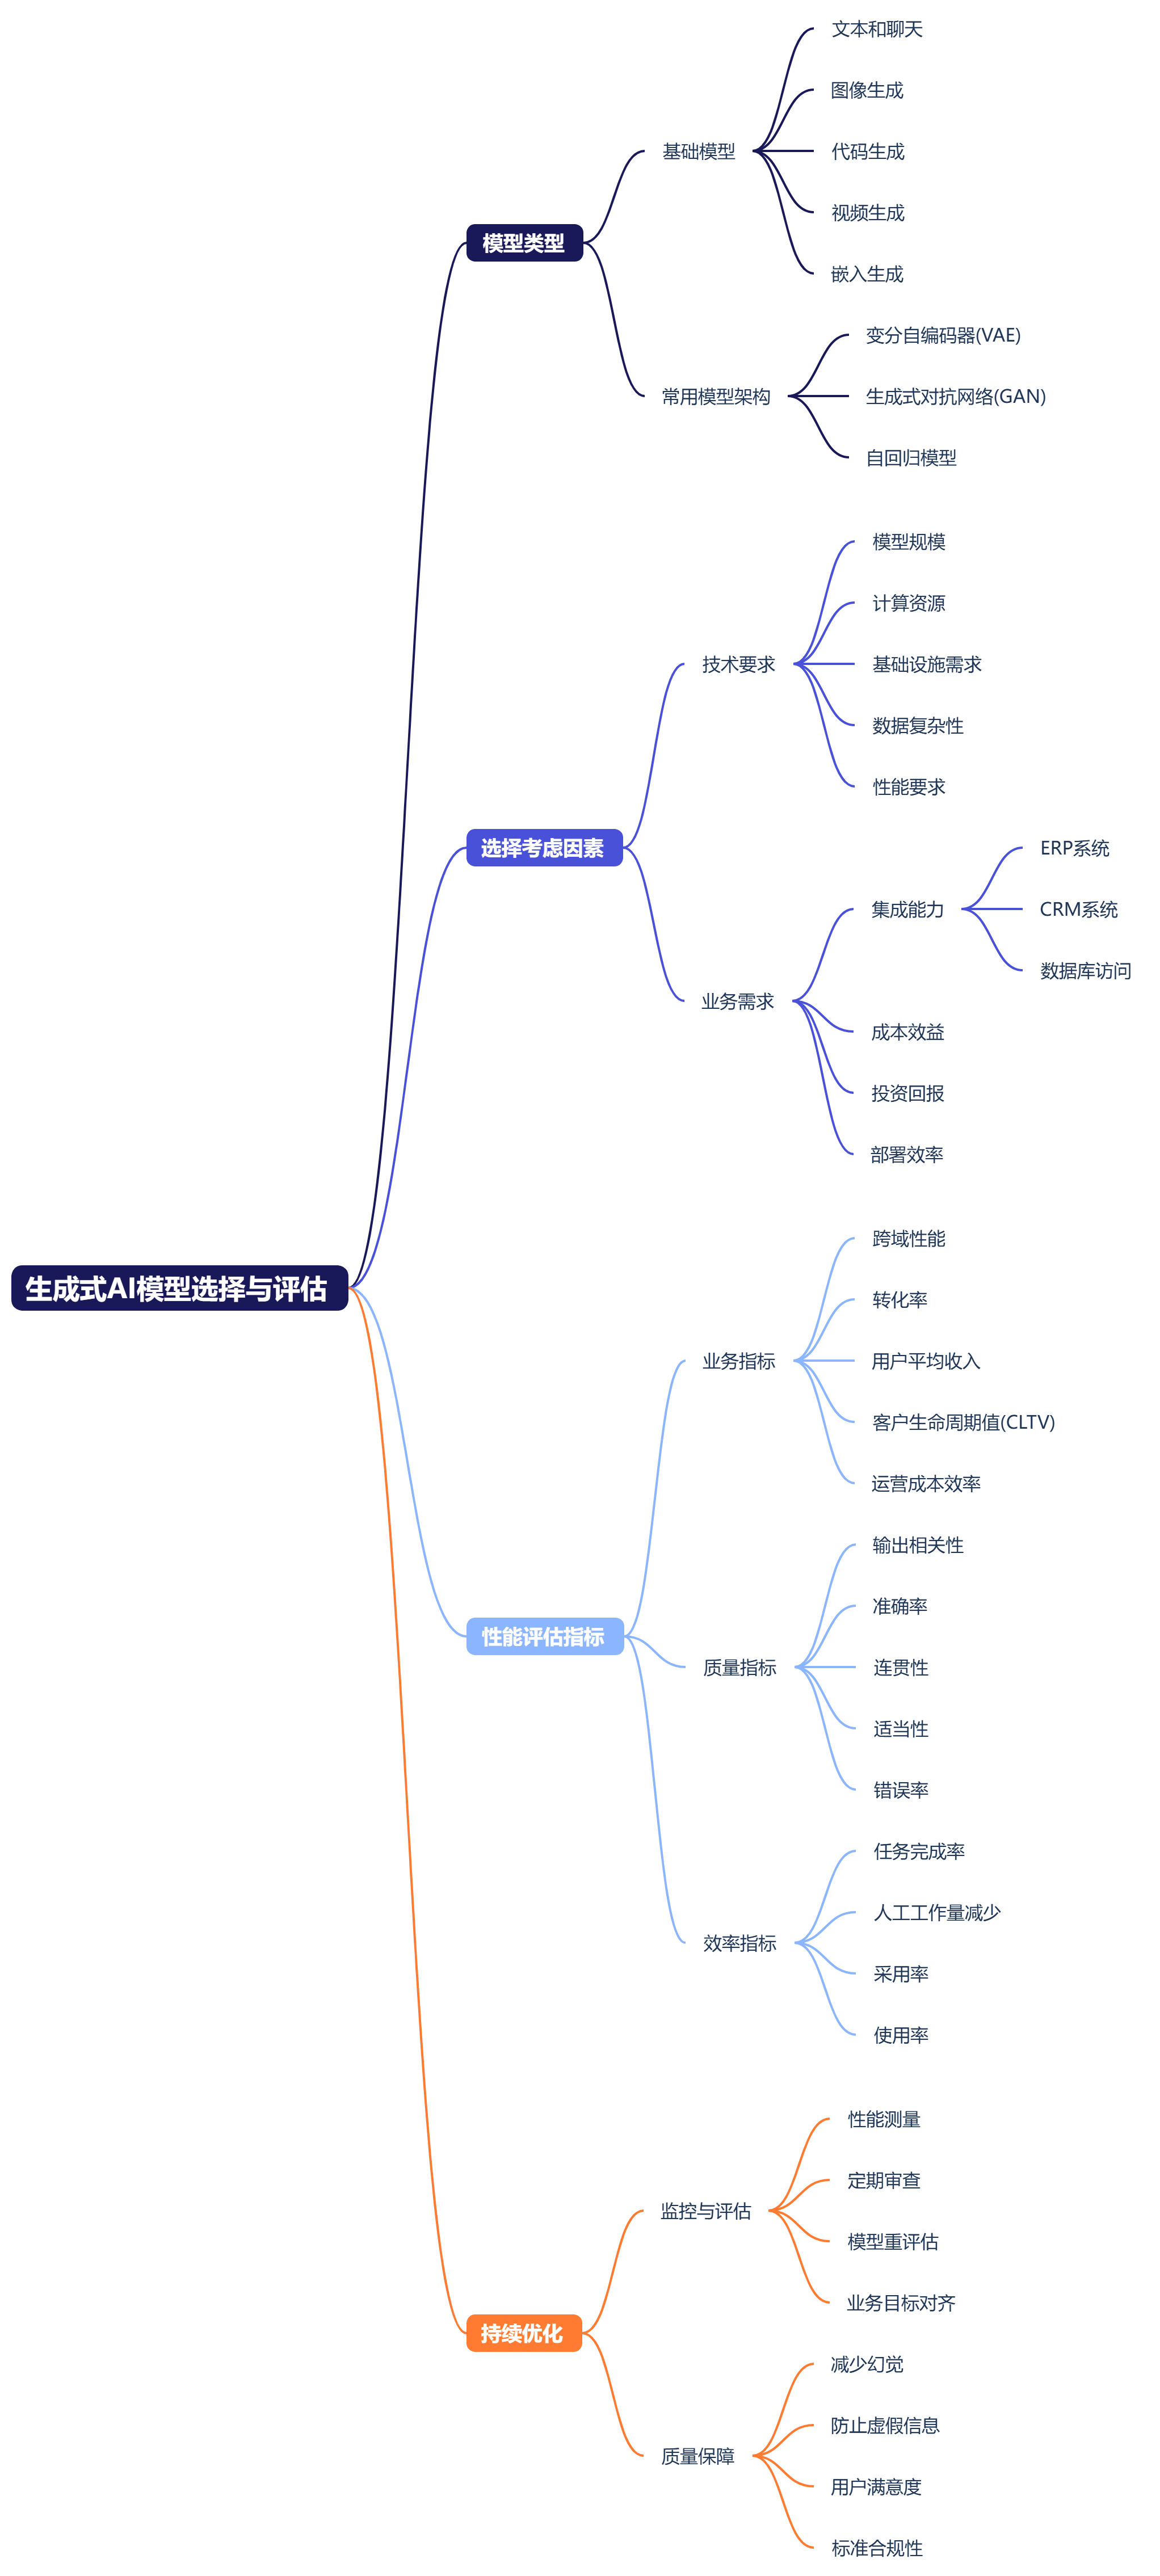 生成式AI模型选择与评估
模型类型
基础模型
文本和聊天
图像生成
代码生成
视频生成
嵌入生成
常用模型架构
变分自编码器(VAE)
生成式对抗网络(GAN)
自回归模型
选择考虑因素
技术要求
模型规模
计算资源
基础设施需求
数据复杂性
性能要求
业务需求
集成能力
ERP系统
CRM系统
数据库访问
成本效益
投资回报
部署效率
性能评估指标
业务指标
跨域性能
转化率
用户平均收入
客户生命周期值(CLTV)
运营成本效率
质量指标
输出相关性
准确率
连贯性
适当性
错误率
效率指标
任务完成率
人工工作量减少
采用率
使用率
持续优化
监控与评估
性能测量
定期审查
模型重评估
业务目标对齐
质量保障
减少幻觉
防止虚假信息
用户满意度
标准合规性